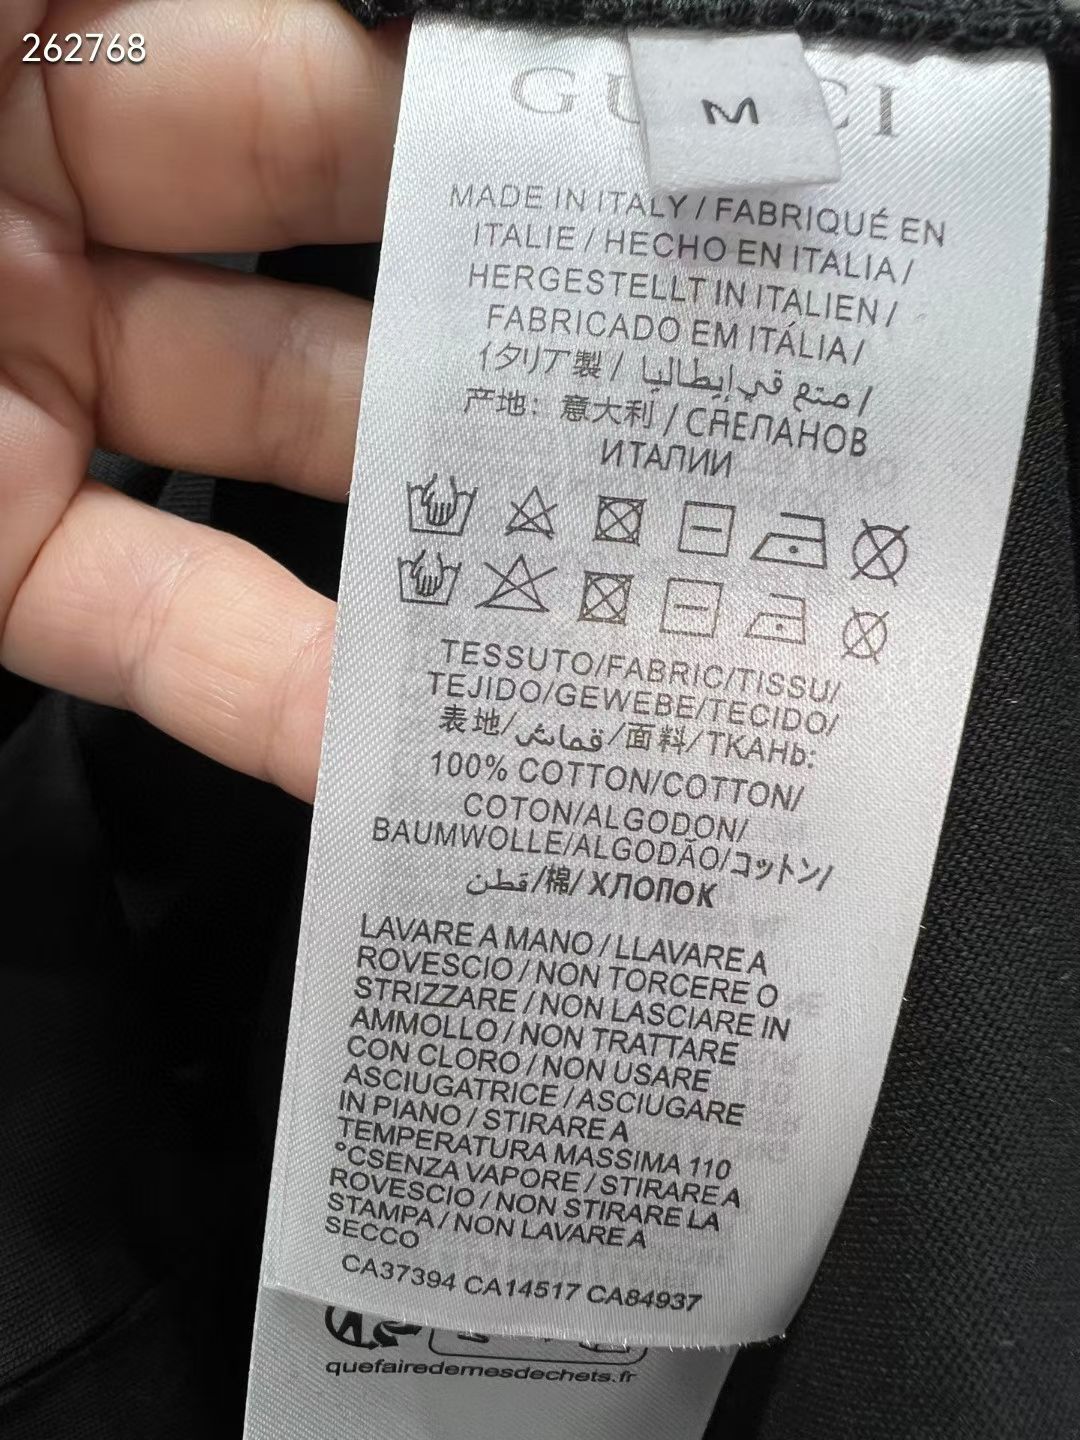 262768
GUCCI
M
MADE IN ITALY / FABRIQUÉ EN
ITALIE / HECHO EN ITALIA /
HERGESTELLT IN ITALIEN /
FABRICADO EM ITÁLIA /
イタリア製 / صنع في إيطاليا /
产地：意大利 / СЯЕПАНОВ
ИТАПИИ
TESSUTO/FABRIC/TISSU/
TEJIDO/GEWEBE/TECIDO/
表地/قماش/面料/TKAHЬ:
100% COTTON/COTTON/
COTON/ALGODON/
BAUMWOLLE/ALGODÃO/コットン/
قطن/棉/ ХЛОПОК
LAVARE A MANO / LLAVARE A
ROVESCIO / NON TORCERE O
STRIZZARE / NON LASCIARE IN
AMMOLLO / NON TRATTARE
CON CLORO / NON USARE
ASCIUGATRICE / ASCIUGARE
IN PIANO / STIRARE A
TEMPERATURA MASSIMA 110
°CSENZA VAPORE / STIRARE A
ROVESCIO / NON STIRARE LA
STAMPA / NON LAVARE A
SECCO
CA37394 CA14517 CA84937
quefairedemesdechets.fr